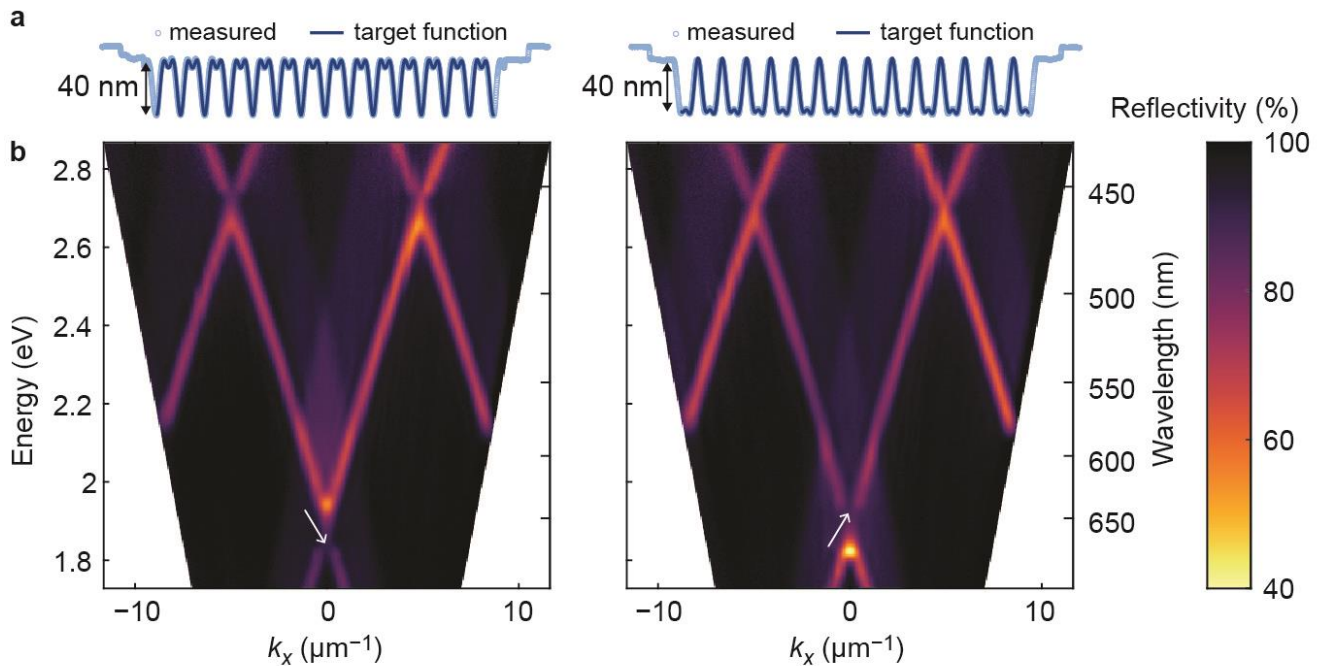 a
measured target function
measured target function
40 nm
40 nm
Reflectivity (%)
b
2.8
2.6
2.4
2.2
2
1.8
Energy (eV)
−10 0 10
kx (µm−1)
−10 0 10
kx (µm−1)
450
500
550
600
650
Wavelength (nm)
100
80
60
40